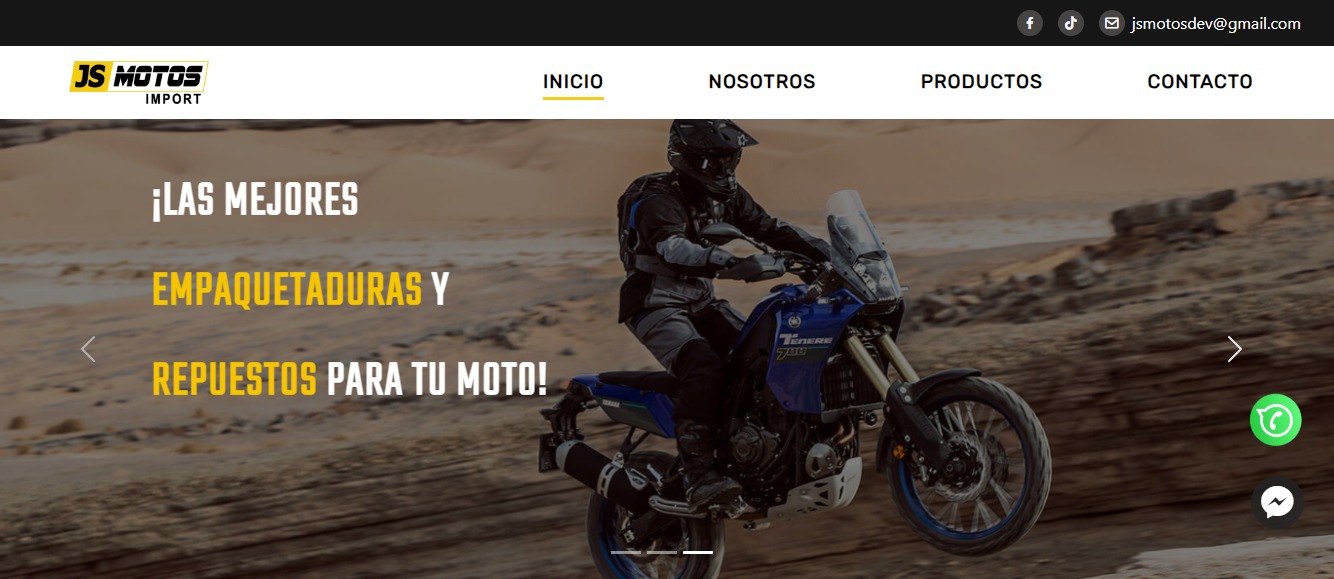 jsmotosdev@gmail.com
JS MOTOS
IMPORT
INICIO
NOSOTROS
PRODUCTOS
CONTACTO
¡LAS MEJORES
EMPAQUETADURAS Y
REPUESTOS PARA TU MOTO!
TENERE
700
YAMAHA